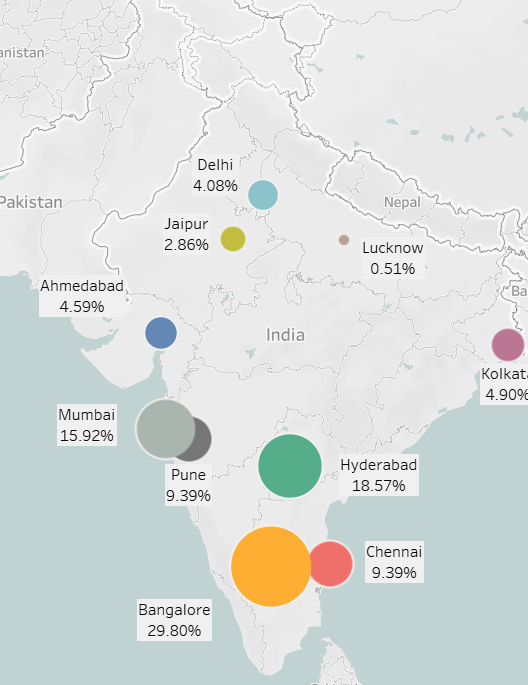 anistan
Delhi
4.08%
Pakistan
Nepal
Jaipur
2.86%
Lucknow
0.51%
Ahmedabad
4.59%
Ba
India
Kolkata
4.90%
Mumbai
15.92%
Pune
9.39%
Hyderabad
18.57%
Chennai
9.39%
Bangalore
29.80%